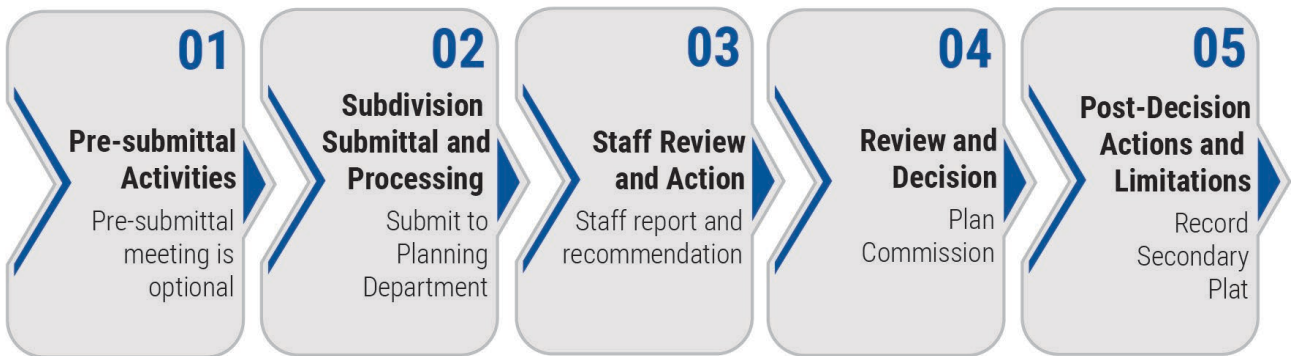 01
Pre-submittal
Activities
Pre-submittal
meeting is
optional
02
Subdivision
Submittal and
Processing
Submit to
Planning
Department
03
Staff Review
and Action
Staff report and
recommendation
04
Review and
Decision
Plan
Commission
05
Post-Decision
Actions and
Limitations
Record
Secondary
Plat